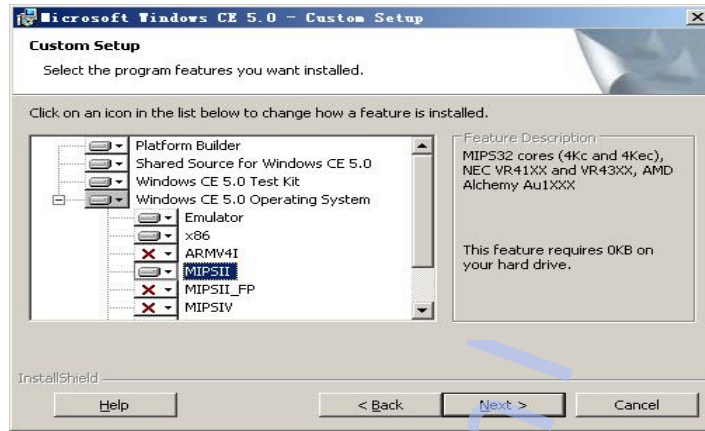 Microsoft Windows CE 5.0 - Custom Setup
Custom Setup
Select the program features you want installed.
Click on an icon in the list below to change how a feature is installed.
Platform Builder
Shared Source for Windows CE 5.0
Windows CE 5.0 Test Kit
Windows CE 5.0 Operating System
Emulator
x86
ARMV4I
MIPSII
MIPSII_FP
MIPSIV
Feature Description
MIPS32 cores (4Kc and 4Kec),
NEC VR41XX and VR43XX, AMD
Alchemy Au1XXX
This feature requires 0KB on
your hard drive.
InstallShield
Help
< Back
Next >
Cancel